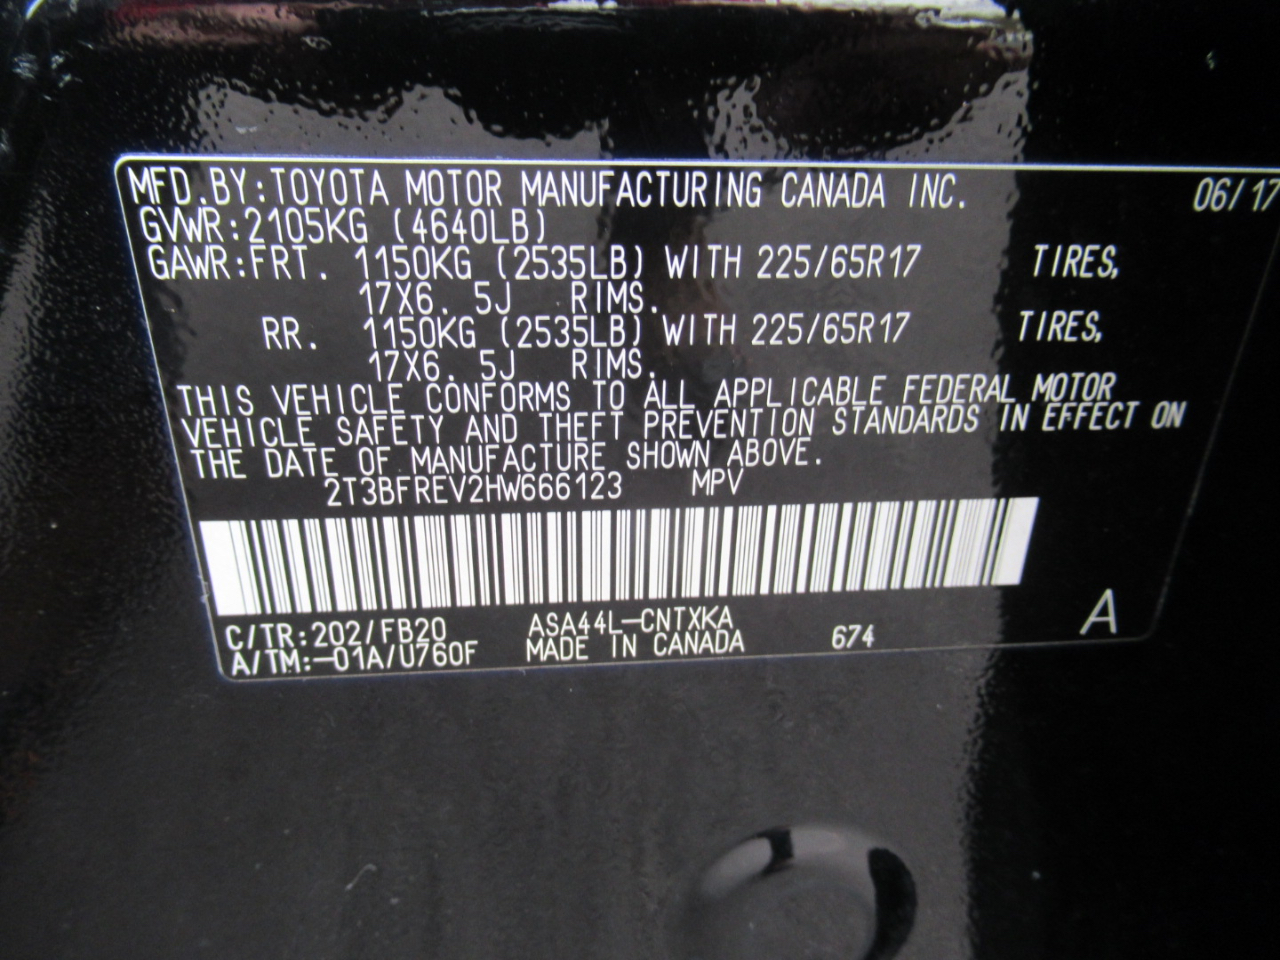 MFD.BY:TOYOTA MOTOR MANUFACTURING CANADA INC. 06/17
GVWR:2105KG (4640LB)
GAWR:FRT. 1150KG (2535LB) WITH 225/65R17 TIRES,
17X6.5J RIMS.
RR. 1150KG (2535LB) WITH 225/65R17 TIRES,
17X6.5J RIMS.
THIS VEHICLE CONFORMS TO ALL APPLICABLE FEDERAL MOTOR
VEHICLE SAFETY AND THEFT PREVENTION STANDARDS IN EFFECT ON
THE DATE OF MANUFACTURE SHOWN ABOVE.
2T3BFREV2HW666123 MPV
C/TR:202/FB20 ASA44L-CNTXKA
A/TM:-01A/U760F MADE IN CANADA 674 A